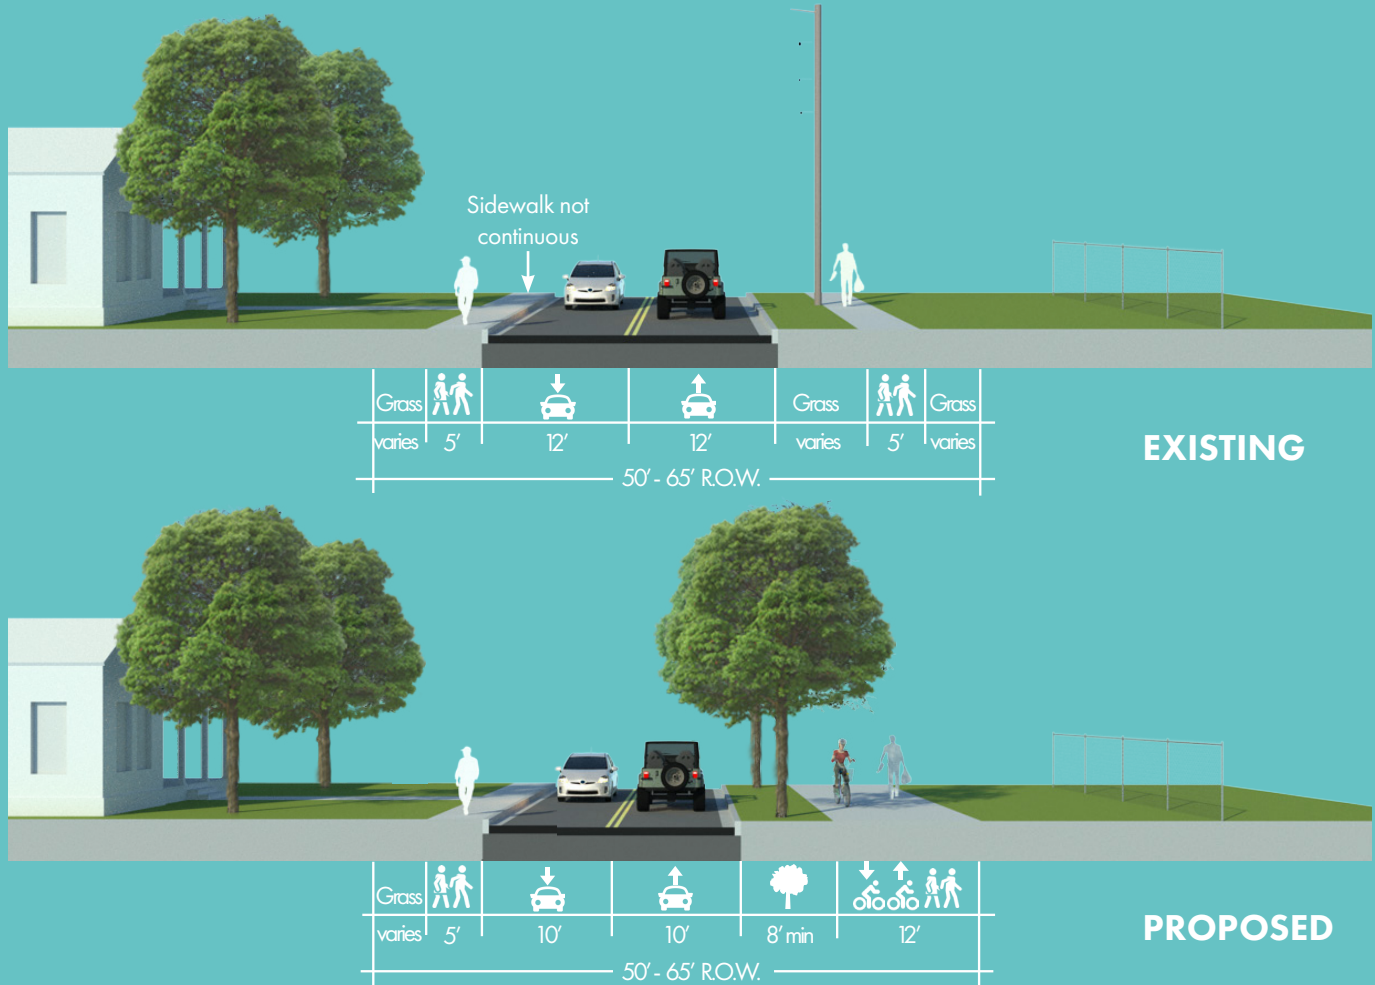 Sidewalk not
continuous
Grass Grass Grass
varies 5' 12' 12' varies 5' varies
50' - 65' R.O.W.
EXISTING
Grass
varies 5' 10' 10' 8' min 12'
50' - 65' R.O.W.
PROPOSED